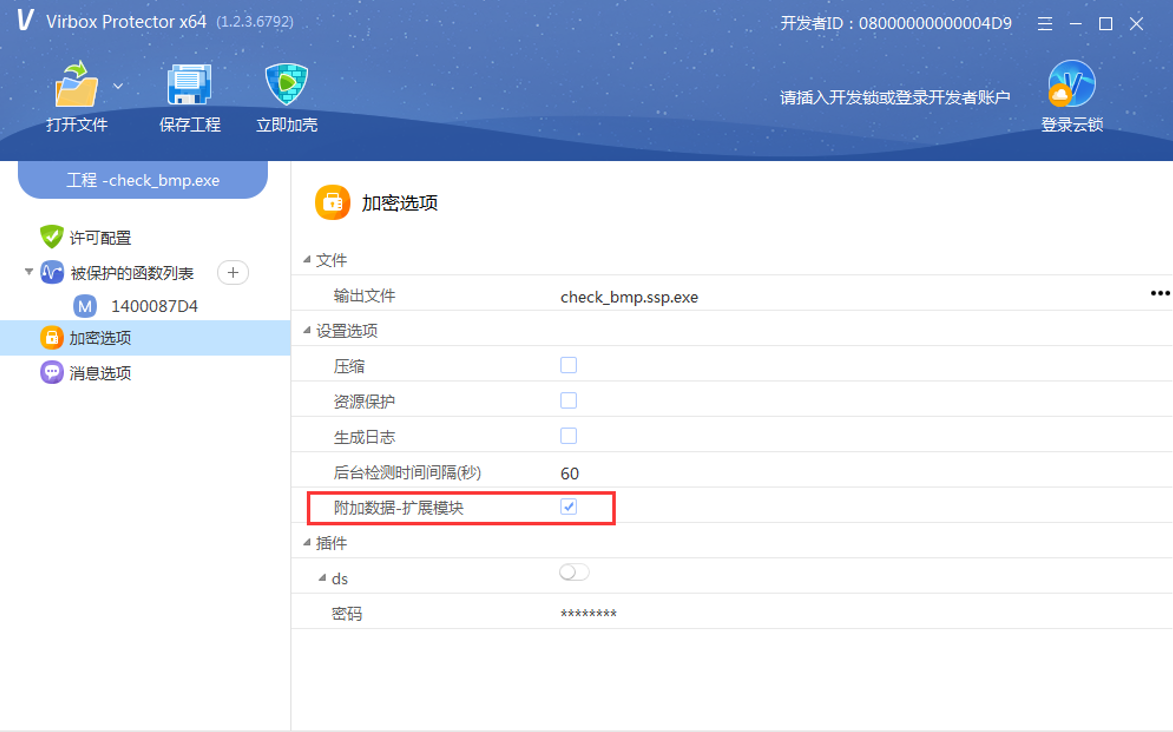 Virbox Protector x64 (1.2.3.6792)
开发者ID：08000000000004D9
打开文件
保存工程
立即加壳
请插入开发锁或登录开发者账户
登录云锁
工程 -check_bmp.exe
许可配置
被保护的函数列表
M 1400087D4
加密选项
消息选项
加密选项
文件
输出文件 check_bmp.ssp.exe
设置选项
压缩
资源保护
生成日志
后台检测时间间隔(秒) 60
附加数据-扩展模块
插件
ds
密码 ********